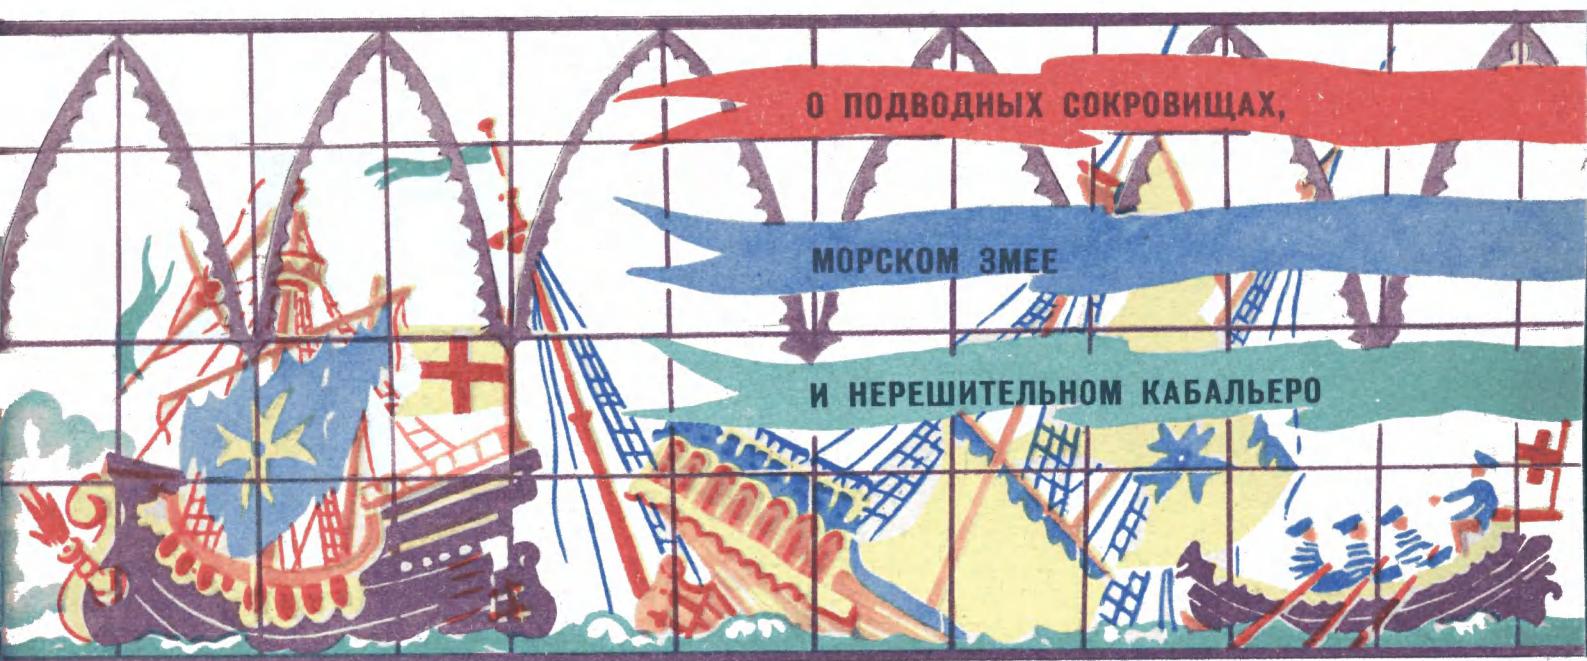 О ПОДВОДНЫХ СОКРОВИЩАХ,
МОРСКОМ ЗМЕЕ
И НЕРЕШИТЕЛЬНОМ КАБАЛЬЕРО